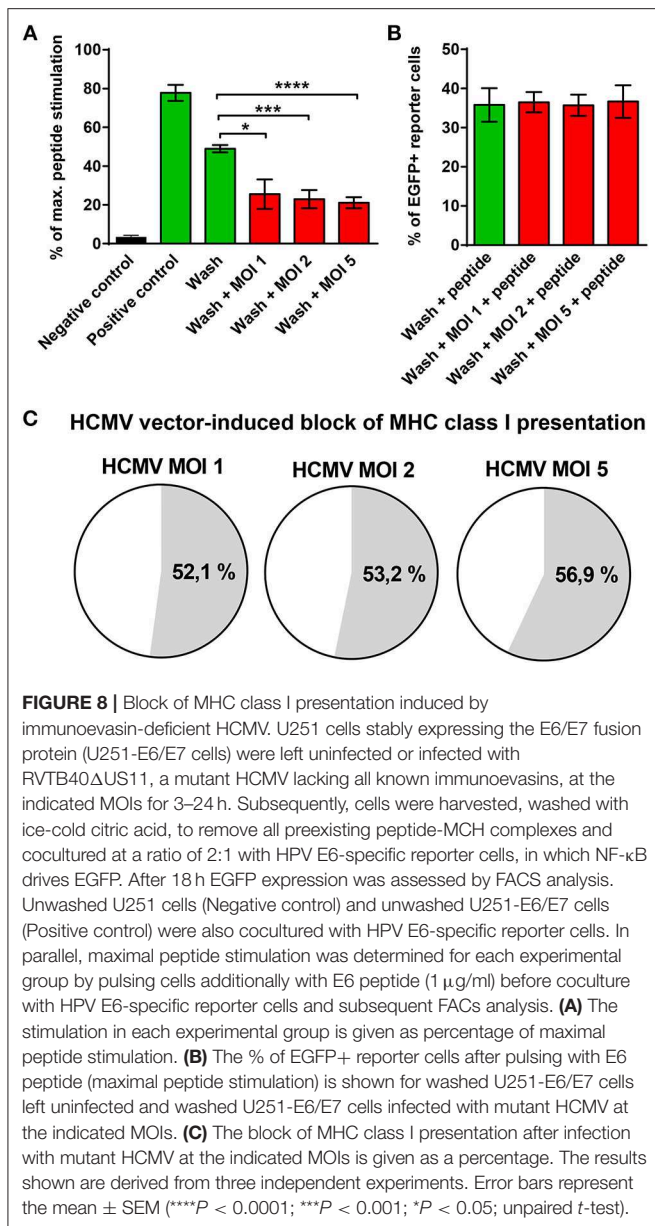 A
% of max. peptide stimulation
100
80
60
40
20
0
****
***
*
Negative control
Positive control
Wash
Wash + MOI 1
Wash + MOI 2
Wash + MOI 5
B
% of EGFP+ reporter cells
50
40
30
20
10
0
Wash + peptide
Wash + MOI 1 + peptide
Wash + MOI 2 + peptide
Wash + MOI 5 + peptide
C HCMV vector-induced block of MHC class I presentation
HCMV MOI 1
HCMV MOI 2
HCMV MOI 5
52,1 %
53,2 %
56,9 %
FIGURE 8 | Block of MHC class I presentation induced by
immunoevasin-deficient HCMV. U251 cells stably expressing the E6/E7 fusion
protein (U251-E6/E7 cells) were left uninfected or infected with
RVTB40ΔUS11, a mutant HCMV lacking all known immunoevasins, at the
indicated MOIs for 3–24 h. Subsequently, cells were harvested, washed with
ice-cold citric acid, to remove all preexisting peptide-MCH complexes and
cocultured at a ratio of 2:1 with HPV E6-specific reporter cells, in which NF-κB
drives EGFP. After 18 h EGFP expression was assessed by FACS analysis.
Unwashed U251 cells (Negative control) and unwashed U251-E6/E7 cells
(Positive control) were also cocultured with HPV E6-specific reporter cells. In
parallel, maximal peptide stimulation was determined for each experimental
group by pulsing cells additionally with E6 peptide (1 μg/ml) before coculture
with HPV E6-specific reporter cells and subsequent FACs analysis. (A) The
stimulation in each experimental group is given as percentage of maximal
peptide stimulation. (B) The % of EGFP+ reporter cells after pulsing with E6
peptide (maximal peptide stimulation) is shown for washed U251-E6/E7 cells
left uninfected and washed U251-E6/E7 cells infected with mutant HCMV at
the indicated MOIs. (C) The block of MHC class I presentation after infection
with mutant HCMV at the indicated MOIs is given as a percentage. The results
shown are derived from three independent experiments. Error bars represent
the mean ± SEM (****P < 0.0001; ***P < 0.001; *P < 0.05; unpaired t-test).